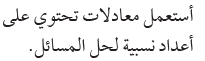 أستعمل معادلات تحتوي على
أعداد نسبية لحل المسائل.